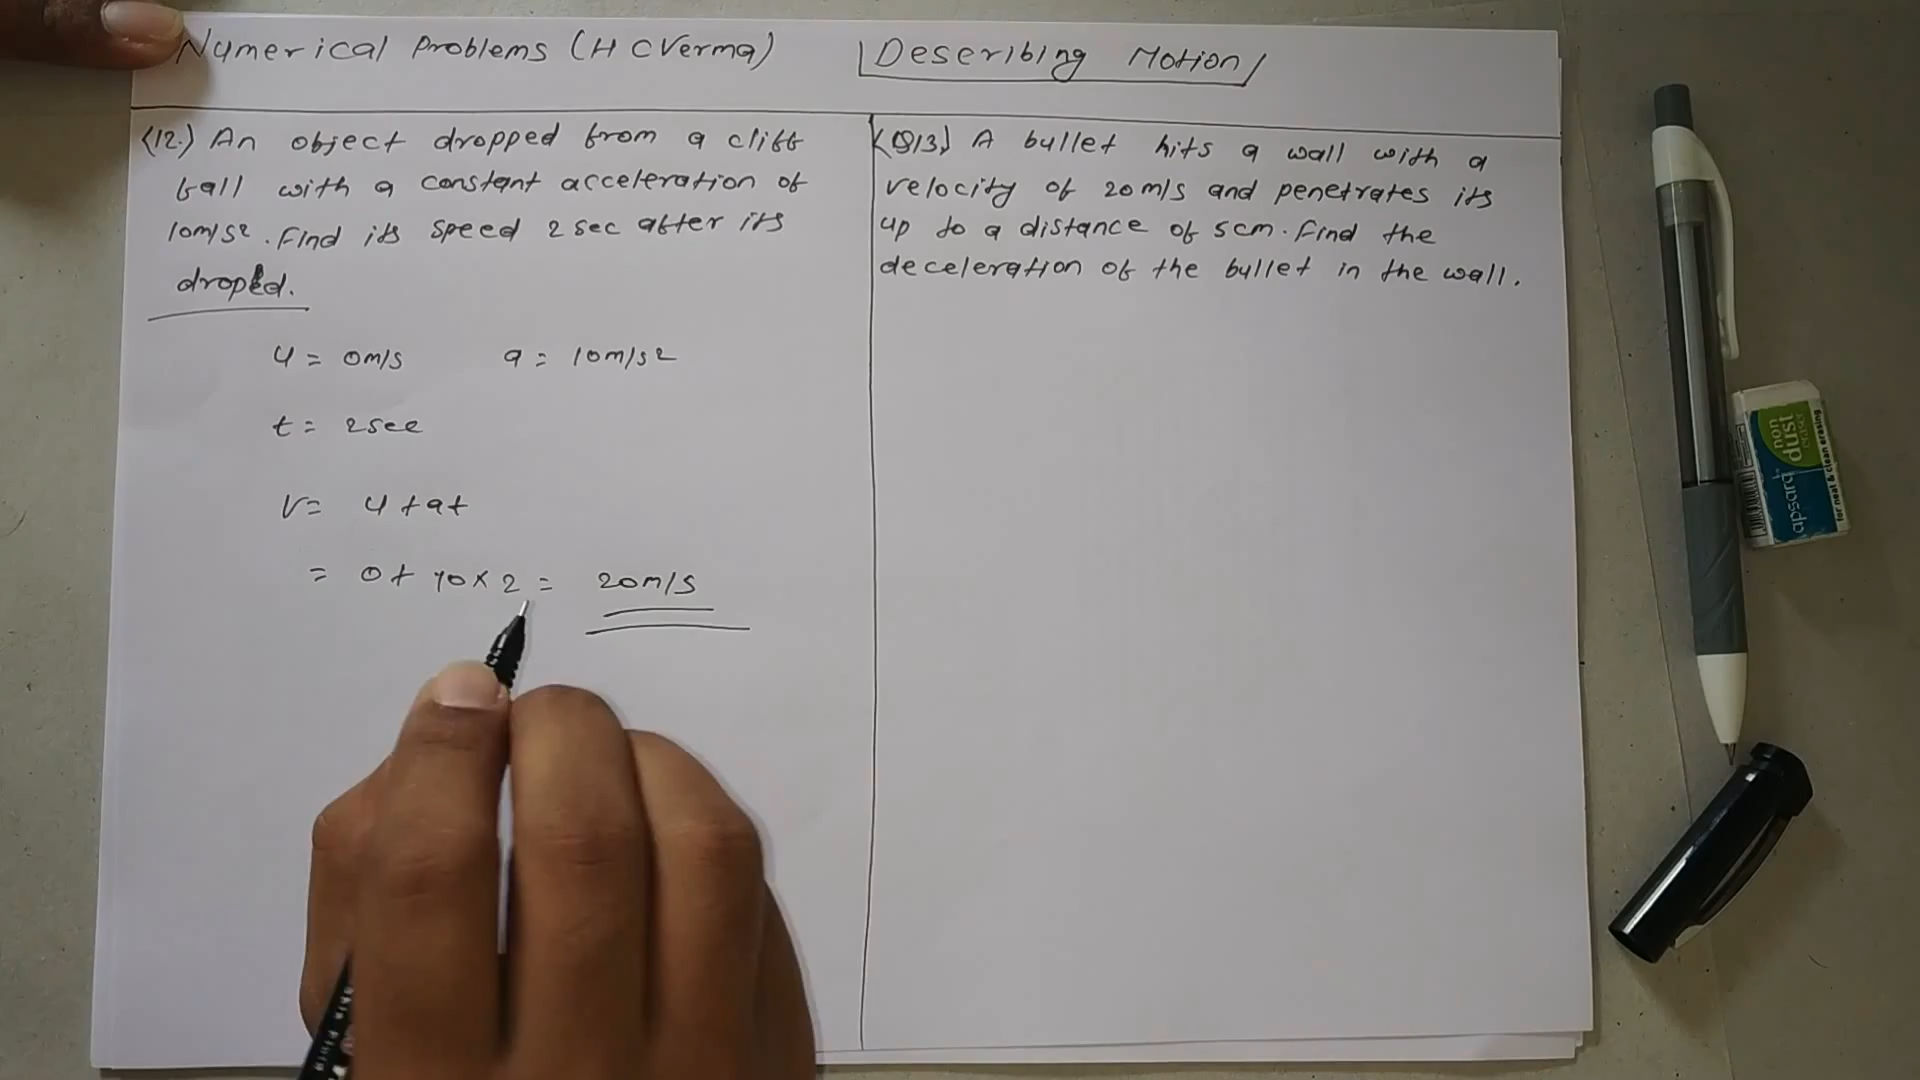 Numerical Problems (H C Verma)
Describing Motion
(12.) An object dropped from a cliff
fall with a constant acceleration of
10m/s2. Find its speed 2 sec after its
droped.
u = 0m/s a = 10m/s2
t = 2sec
v = u + at
= 0 + 10 × 2 = 20m/s
(Q13) A bullet hits a wall with a
velocity of 20 m/s and penetrates its
up to a distance of 5cm. Find the
deceleration of the bullet in the wall.
apsara
non
dust
eraser
for neat & clean erasing